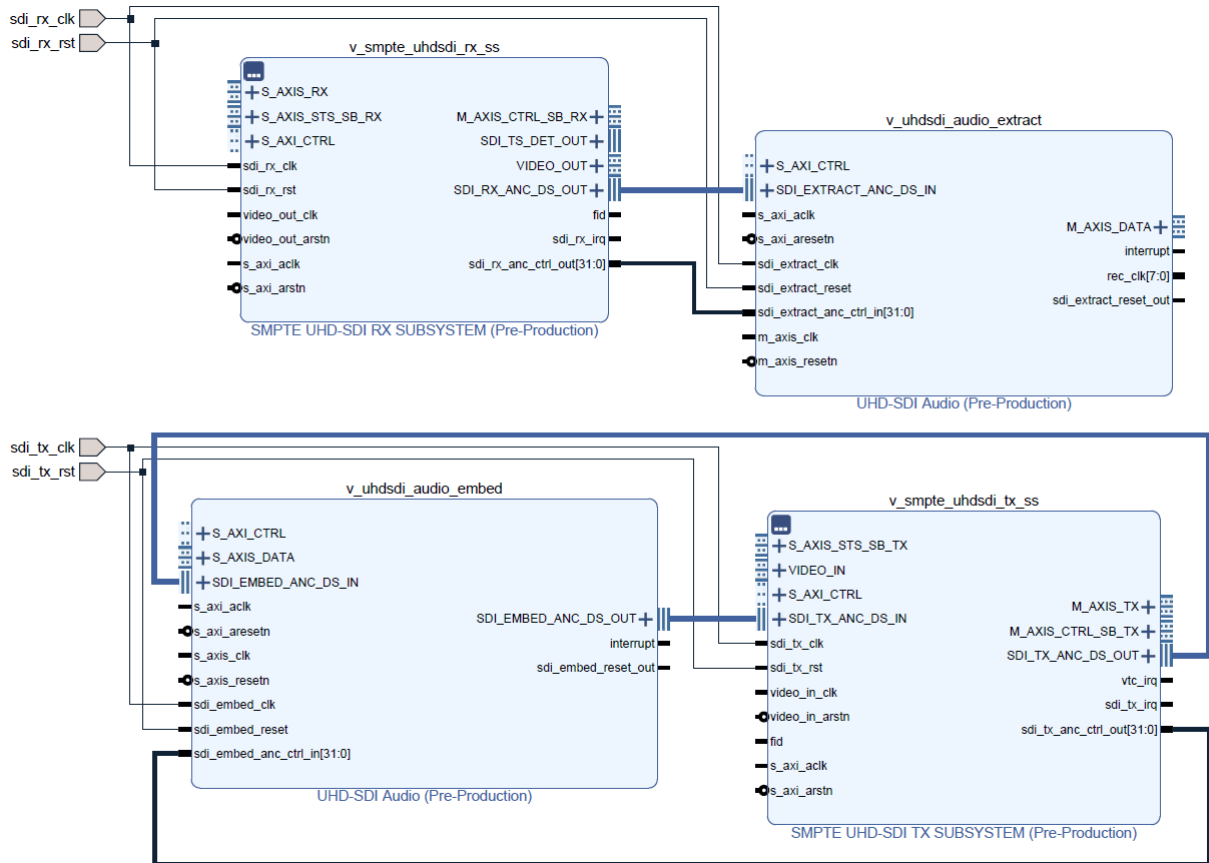 sdi_rx_clk
sdi_rx_rst
v_smpte_uhdsdi_rx_ss
S_AXIS_RX
S_AXIS_STS_SB_RX
S_AXI_CTRL
sdi_rx_clk
sdi_rx_rst
video_out_clk
video_out_arstn
s_axi_aclk
s_axi_arstn
M_AXIS_CTRL_SB_RX
SDI_TS_DET_OUT
VIDEO_OUT
SDI_RX_ANC_DS_OUT
fid
sdi_rx_irq
sdi_rx_anc_ctrl_out[31:0]
SMPTE UHD-SDI RX SUBSYSTEM (Pre-Production)
v_uhdsdi_audio_extract
S_AXI_CTRL
SDI_EXTRACT_ANC_DS_IN
s_axi_aclk
s_axi_aresetn
sdi_extract_clk
sdi_extract_reset
sdi_extract_anc_ctrl_in[31:0]
m_axis_clk
m_axis_resetn
M_AXIS_DATA
interrupt
rec_clk[7:0]
sdi_extract_reset_out
UHD-SDI Audio (Pre-Production)
sdi_tx_clk
sdi_tx_rst
v_uhdsdi_audio_embed
S_AXI_CTRL
S_AXIS_DATA
SDI_EMBED_ANC_DS_IN
s_axi_aclk
s_axi_aresetn
s_axis_clk
s_axis_resetn
sdi_embed_clk
sdi_embed_reset
sdi_embed_anc_ctrl_in[31:0]
SDI_EMBED_ANC_DS_OUT
interrupt
sdi_embed_reset_out
UHD-SDI Audio (Pre-Production)
v_smpte_uhdsdi_tx_ss
S_AXIS_STS_SB_TX
VIDEO_IN
S_AXI_CTRL
SDI_TX_ANC_DS_IN
sdi_tx_clk
sdi_tx_rst
video_in_clk
video_in_arstn
fid
s_axi_aclk
s_axi_arstn
M_AXIS_TX
M_AXIS_CTRL_SB_TX
SDI_TX_ANC_DS_OUT
vtc_irq
sdi_tx_irq
sdi_tx_anc_ctrl_out[31:0]
SMPTE UHD-SDI TX SUBSYSTEM (Pre-Production)